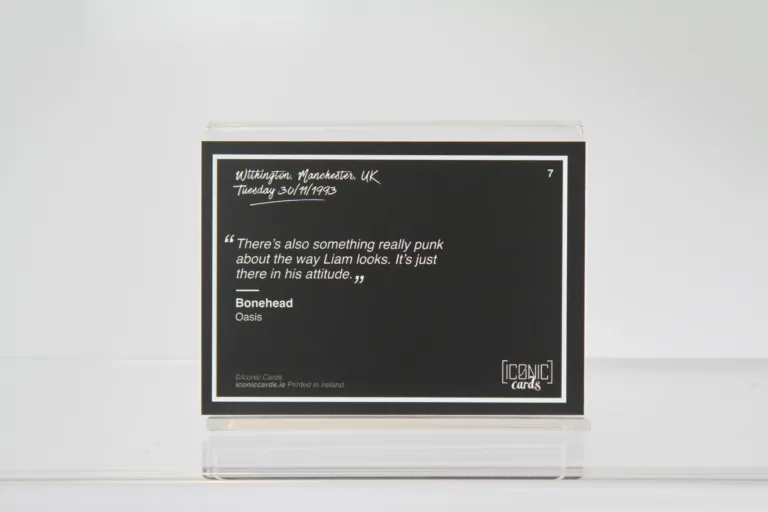 Withington, Manchester, UK
7
Tuesday 30/11/1993
“There's also something really punk
about the way Liam looks. It's just
there in his attitude.„
Bonehead
Oasis
©Iconic Cards
iconiccards.ie Printed in Ireland
[ICONIC]
cards